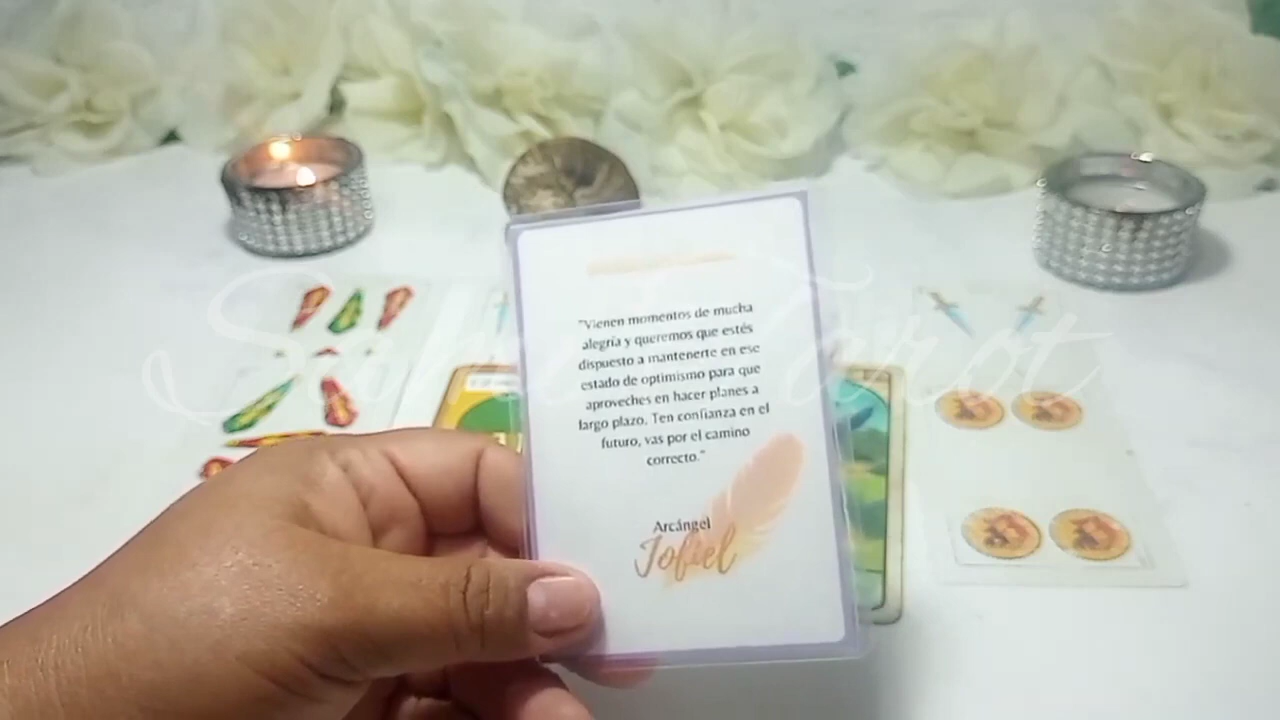 "Vienen momentos de mucha
alegría y queremos que estés
dispuesto a mantenerte en ese
estado de optimismo para que
aproveches en hacer planes a
largo plazo. Ten confianza en el
futuro, vas por el camino
correcto."
Arcángel
Jofiel
Tarot